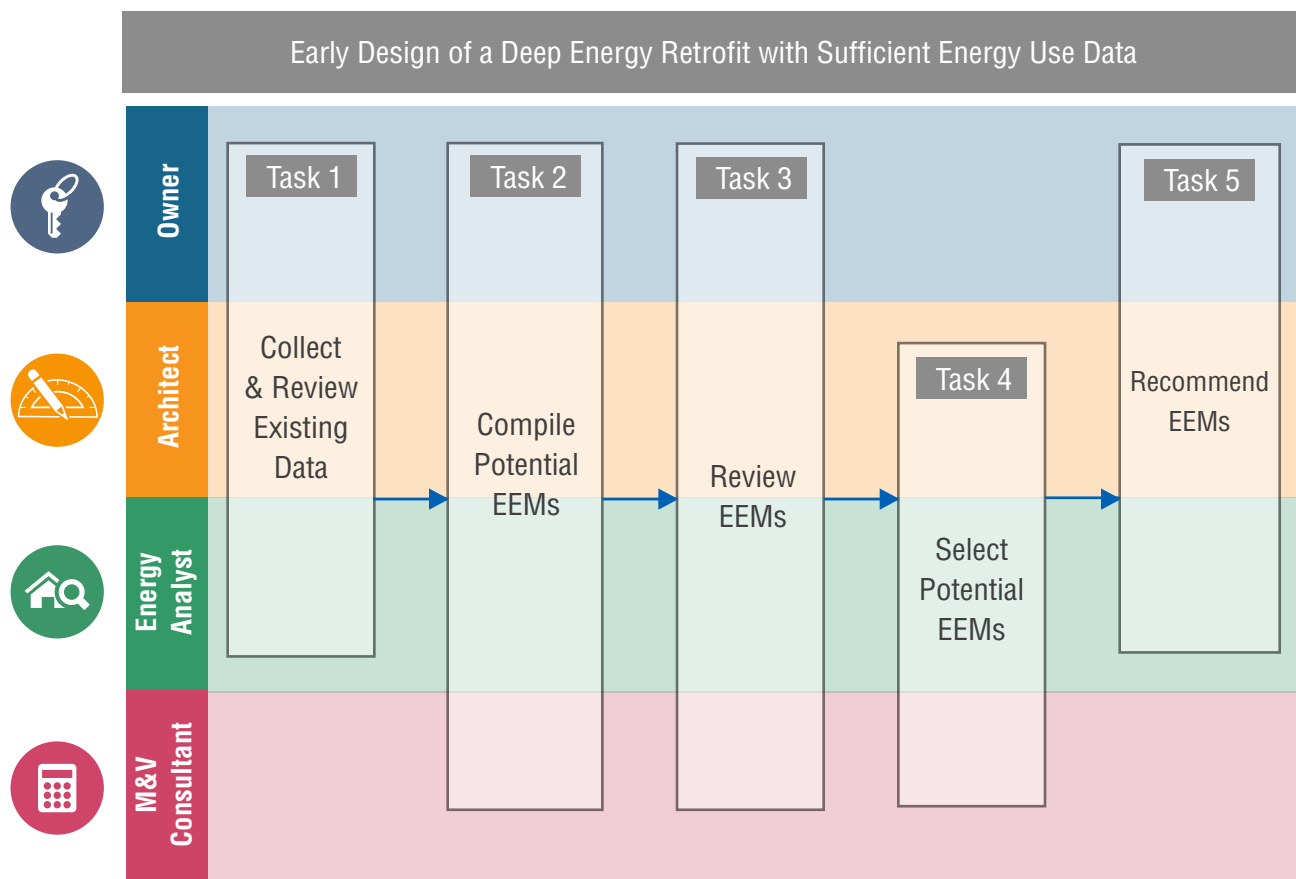 Early Design of a Deep Energy Retrofit with Sufficient Energy Use Data
Owner
Architect
Energy
Analyst
M&V
Consultant
Task 1
Collect
& Review
Existing
Data
Task 2
Compile
Potential
EEMs
Task 3
Review
EEMs
Task 4
Select
Potential
EEMs
Task 5
Recommend
EEMs